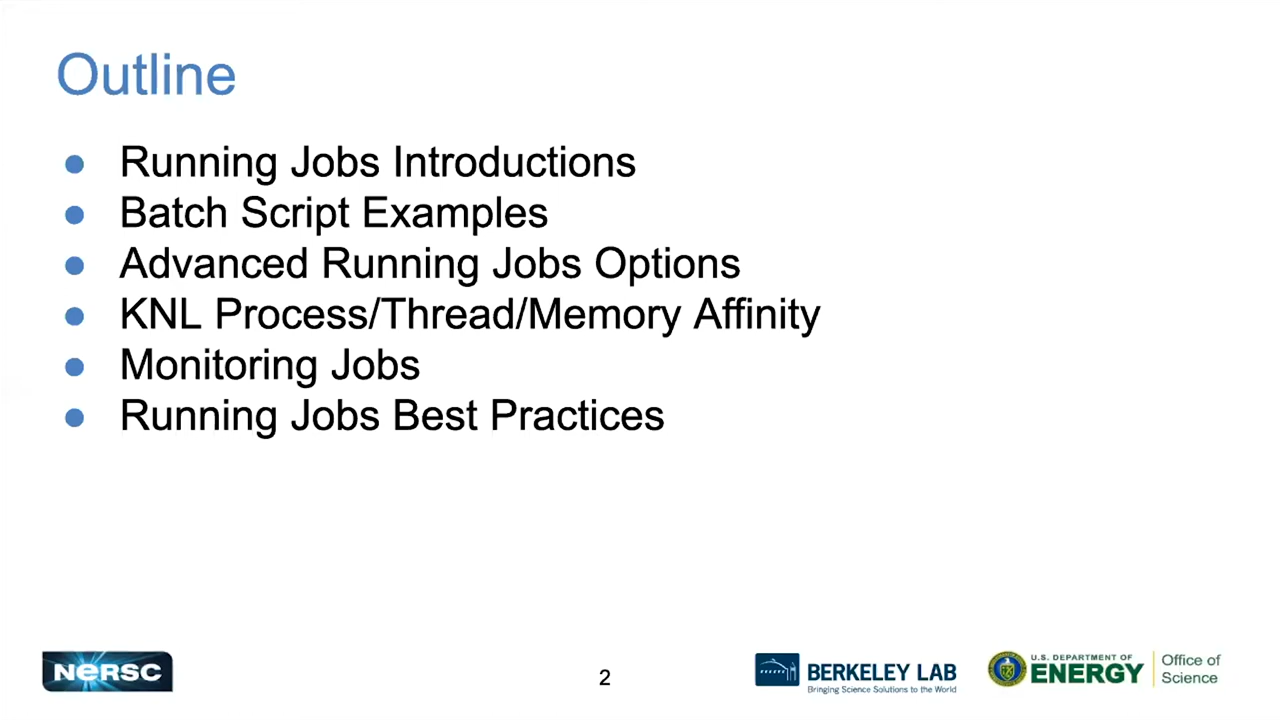 Outline
● Running Jobs Introductions
● Batch Script Examples
● Advanced Running Jobs Options
● KNL Process/Thread/Memory Affinity
● Monitoring Jobs
● Running Jobs Best Practices
NERSC
2
BERKELEY LAB
Bringing Science Solutions to the World
U.S. DEPARTMENT OF
ENERGY
Office of
Science